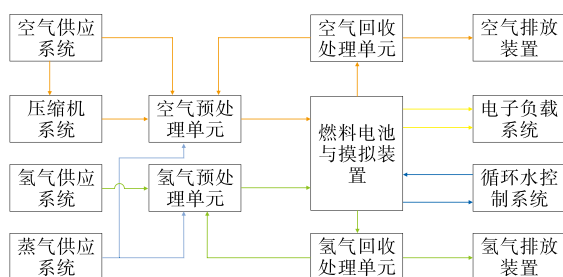 空气供应
系统
空气回收
处理单元
空气排放
装置
压缩机
系统
空气预处
理单元
燃料电池
与摸拟装
置
电子负载
系统
氢气供应
系统
氢气预处
理单元
循环水控
制系统
蒸气供应
系统
氢气回收
处理单元
氢气排放
装置